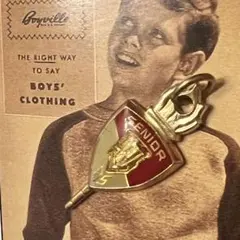 Boyville
THE RIGHT WAY
TO SAY
BOYS'
CLOTHING
SENIOR